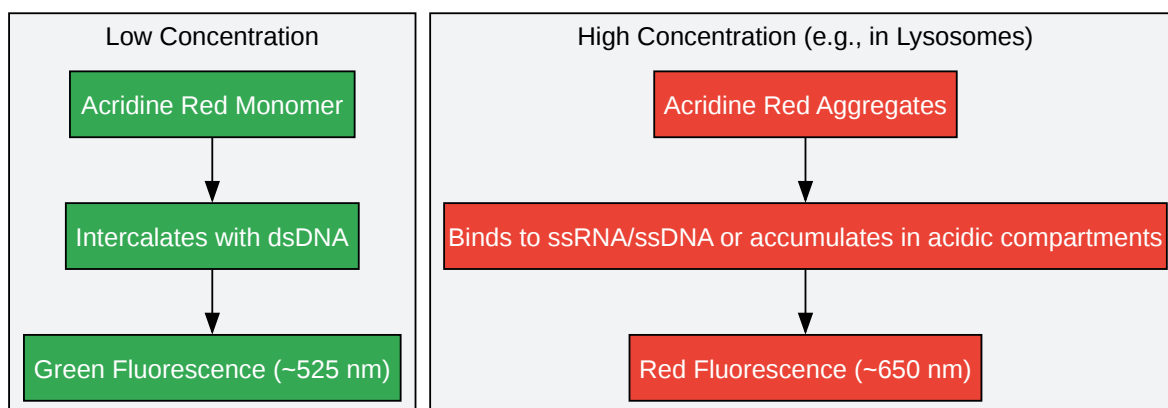 Low Concentration
Acridine Red Monomer
Intercalates with dsDNA
Green Fluorescence (~525 nm)
High Concentration (e.g., in Lysosomes)
Acridine Red Aggregates
Binds to ssRNA/ssDNA or accumulates in acidic compartments
Red Fluorescence (~650 nm)